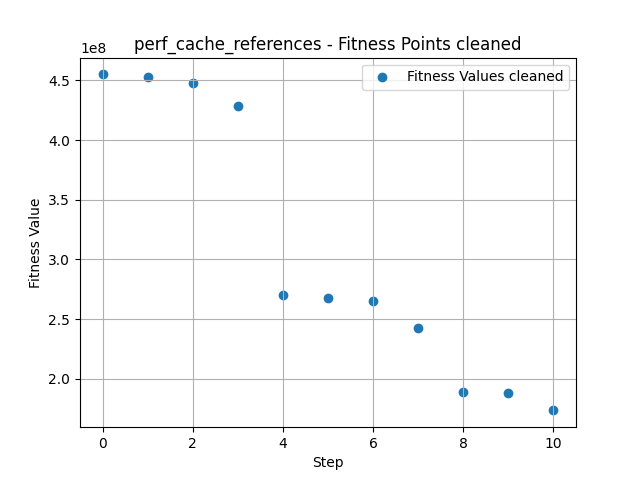 perf_cache_references - Fitness Points cleaned
1e8
Fitness Values cleaned
4.5
4.0
3.5
3.0
2.5
2.0
Fitness Value
0 2 4 6 8 10
Step